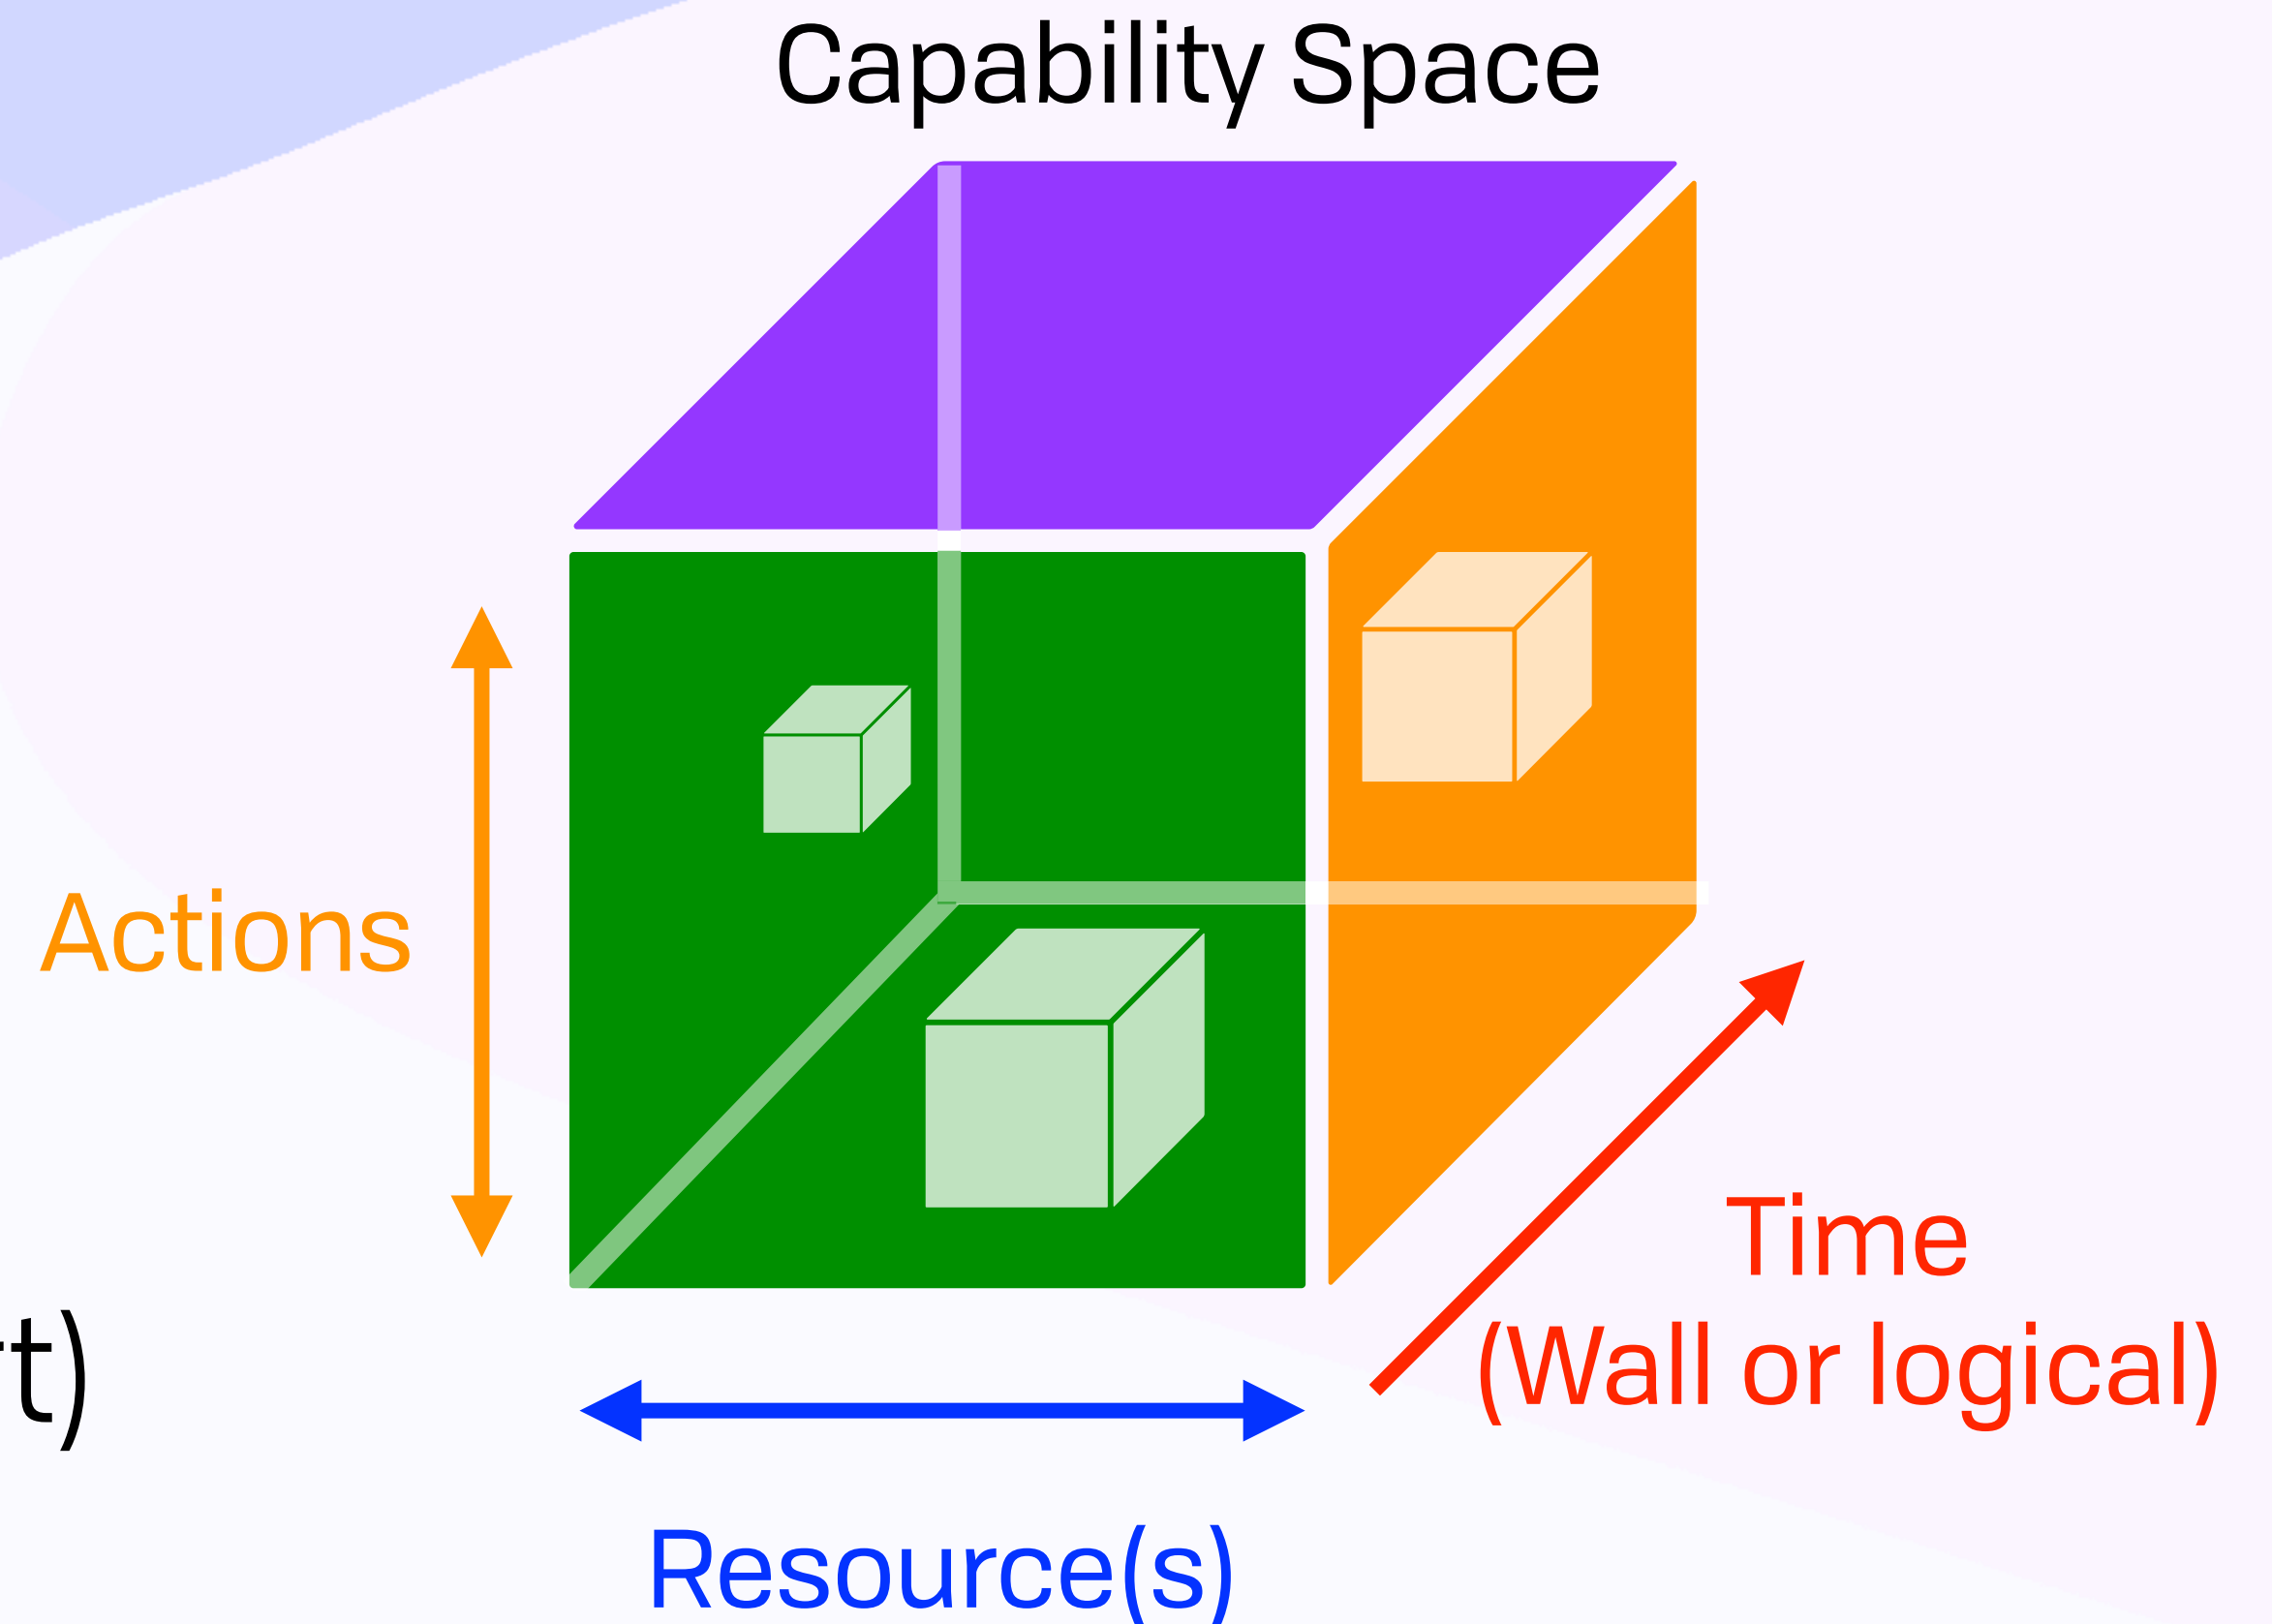 Capability Space
Actions
t)
Time
(Wall or logical)
Resource(s)